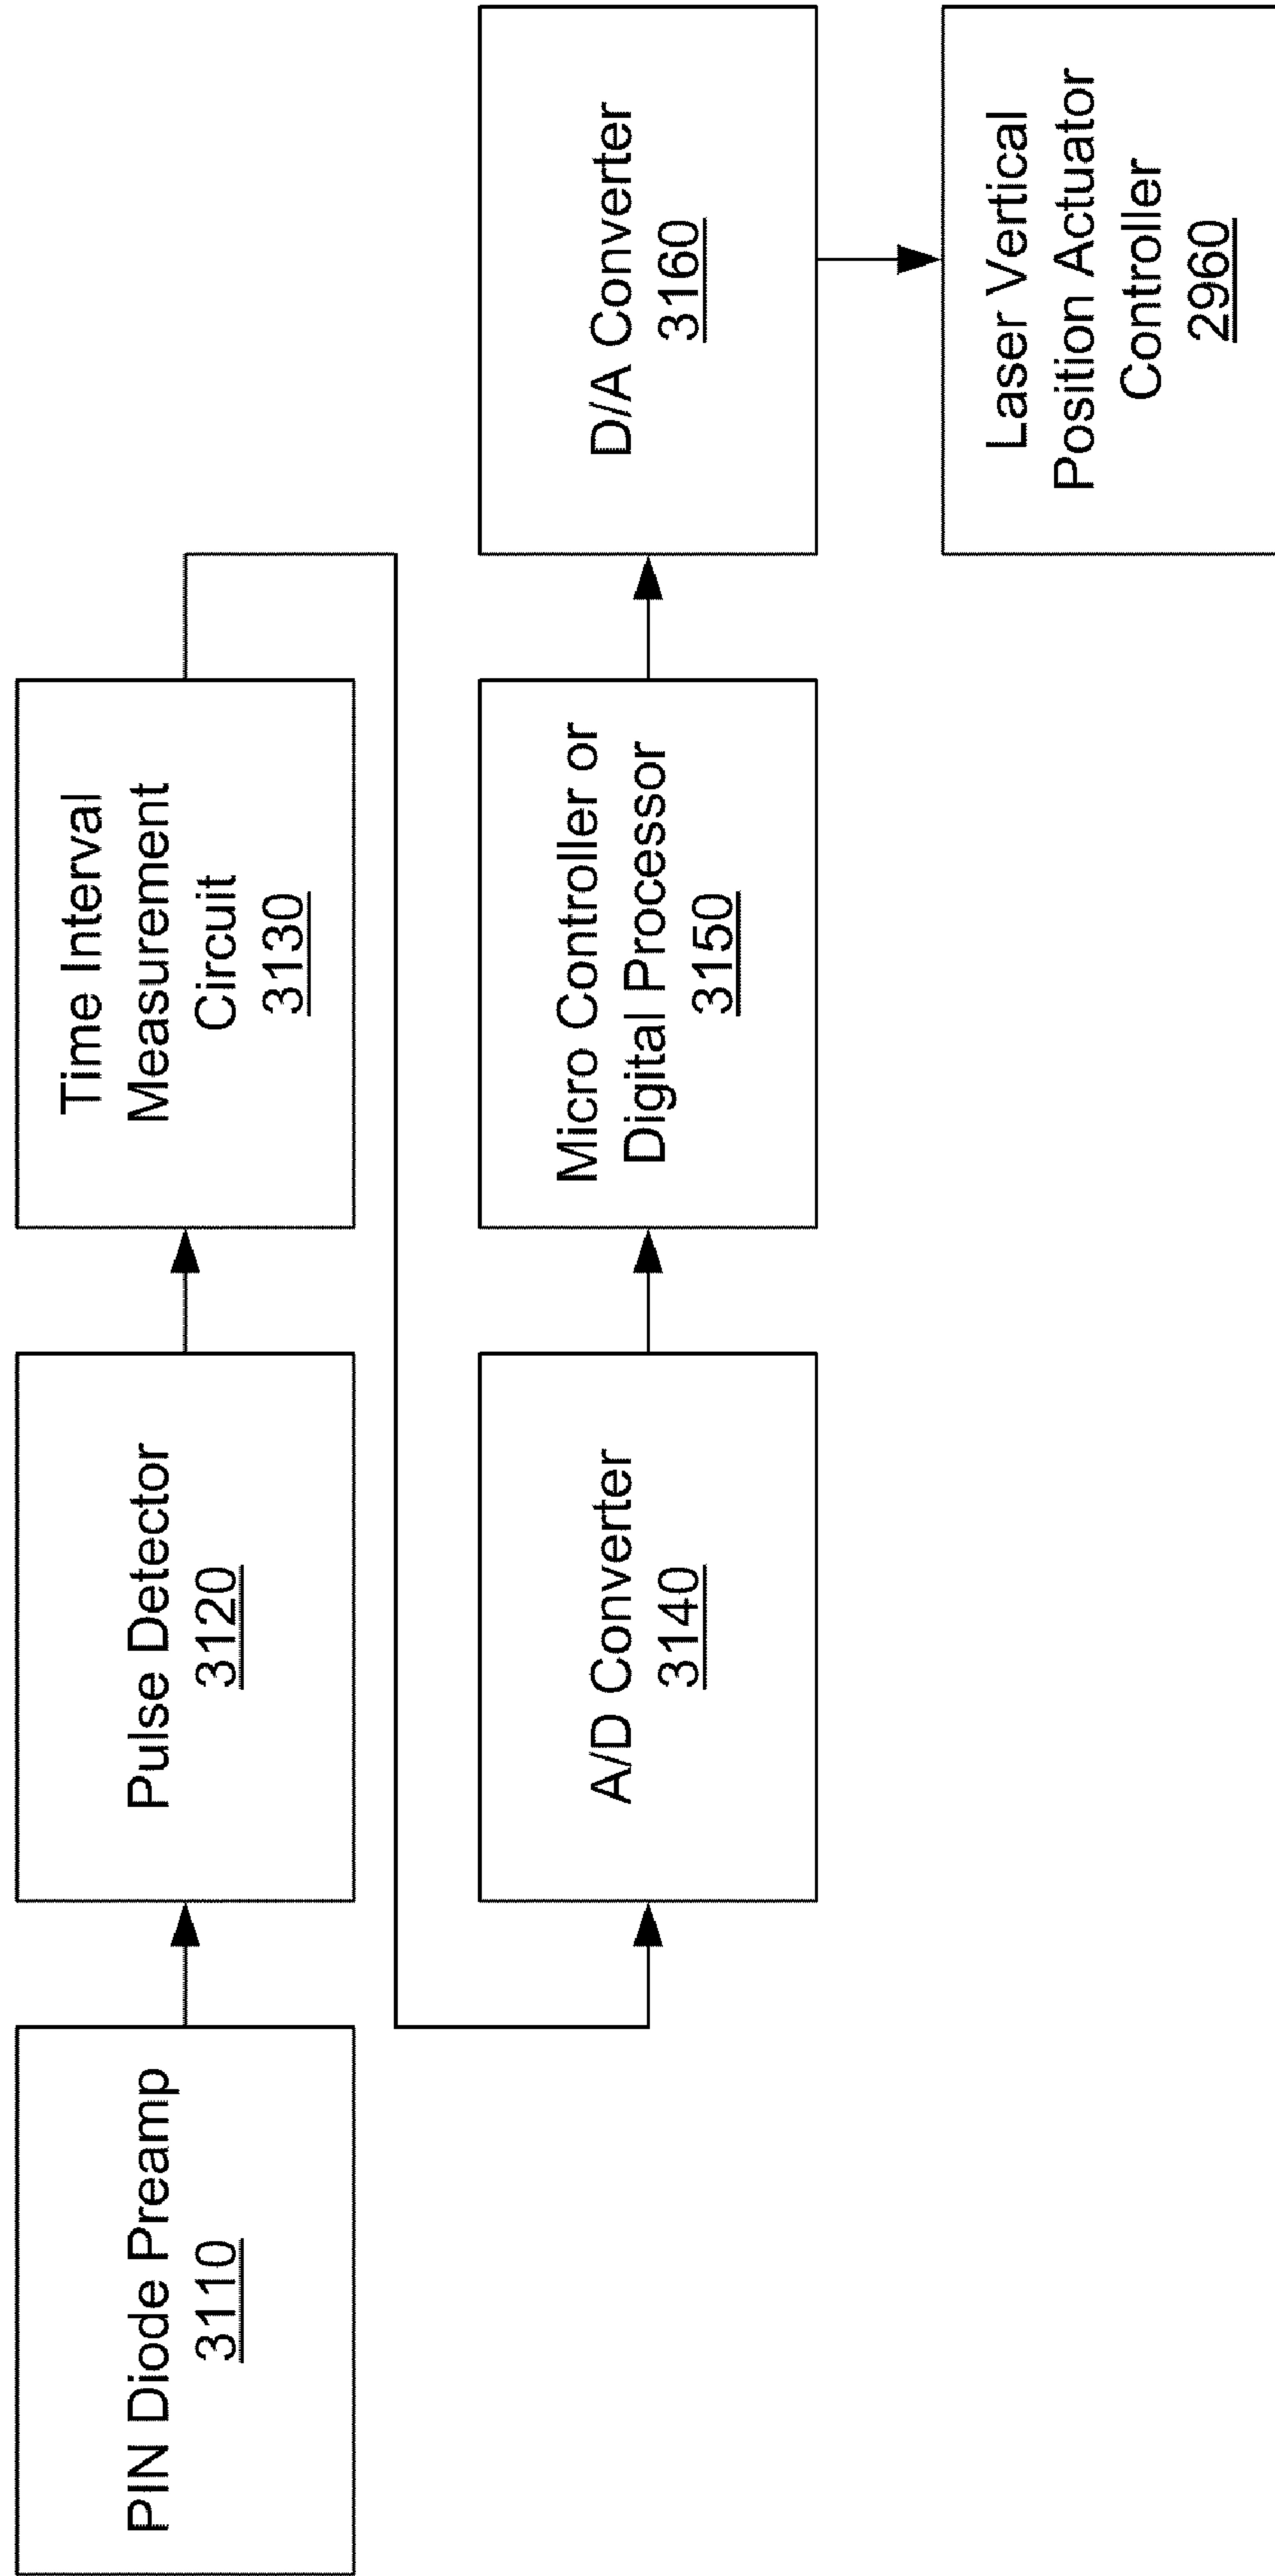 PIN Diode Preamp
3110
Pulse Detector
3120
Time Interval
Measurement
Circuit
3130
A/D Converter
3140
Micro Controller or
Digital Processor
3150
D/A Converter
3160
Laser Vertical
Position Actuator
Controller
2960